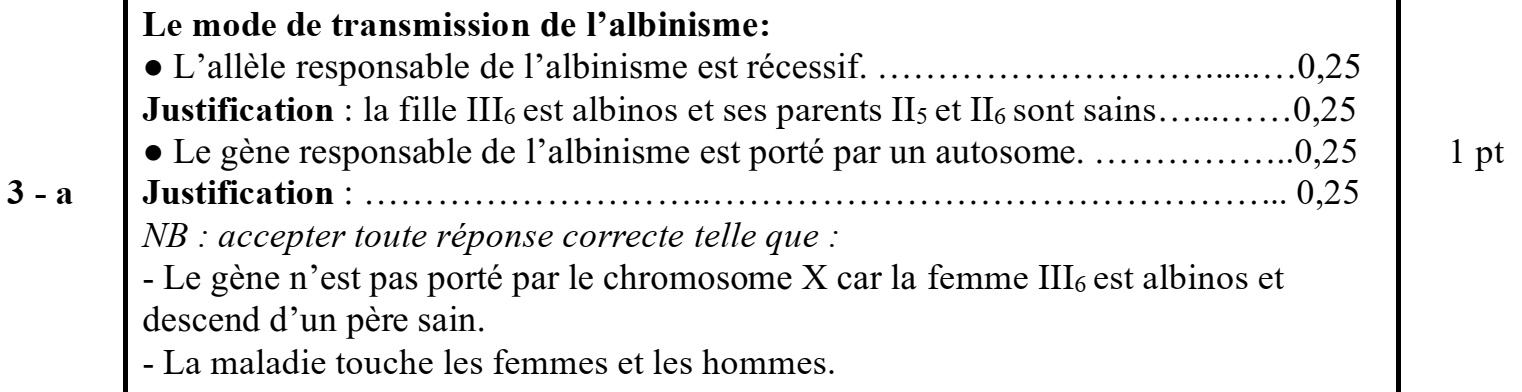 Le mode de transmission de l’albinisme:
● L’allèle responsable de l’albinisme est récessif. ……………………….....…0,25
Justification : la fille III6 est albinos et ses parents II5 et II6 sont sains…...……0,25
● Le gène responsable de l’albinisme est porté par un autosome. ……………..0,25
1 pt
3 - a
Justification : ………………………..……………………………………….. 0,25
NB : accepter toute réponse correcte telle que :
- Le gène n’est pas porté par le chromosome X car la femme III6 est albinos et
descend d’un père sain.
- La maladie touche les femmes et les hommes.